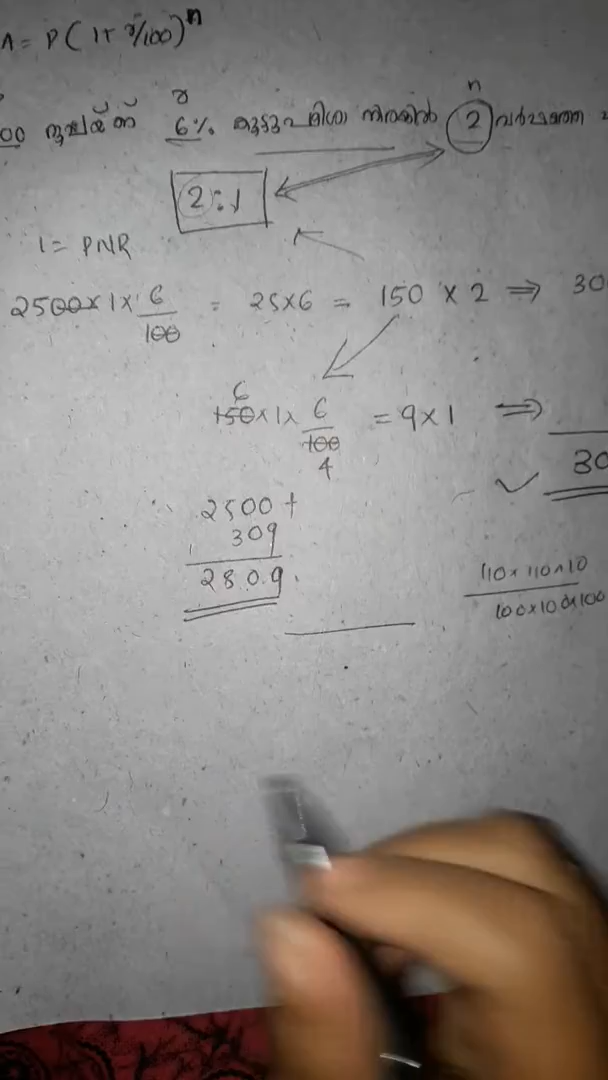 A = P(1+ r/100)ⁿ
r n
00 രൂപയ്ക്ക് 6% കൂട്ടുപലിശ നിരക്കിൽ 2 വർഷത്തെ
2:1
I = PNR
2500 × 1 × 6/100 = 25×6 = 150 × 2 ⇒ 30
6
150 × 1 × 6/100 = 9×1 ⇒
4
30
2500 +
309
2809.
110 × 110 × 10
100 × 100 × 100